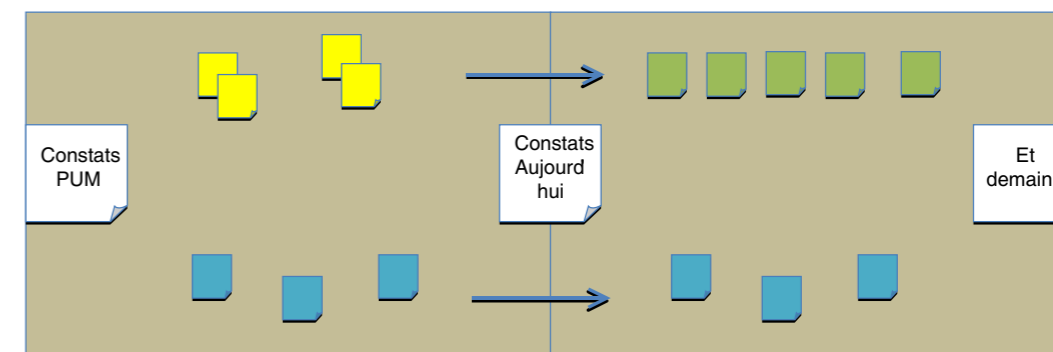 Constats
PUM
Constats
Aujourd
hui
Et
demain